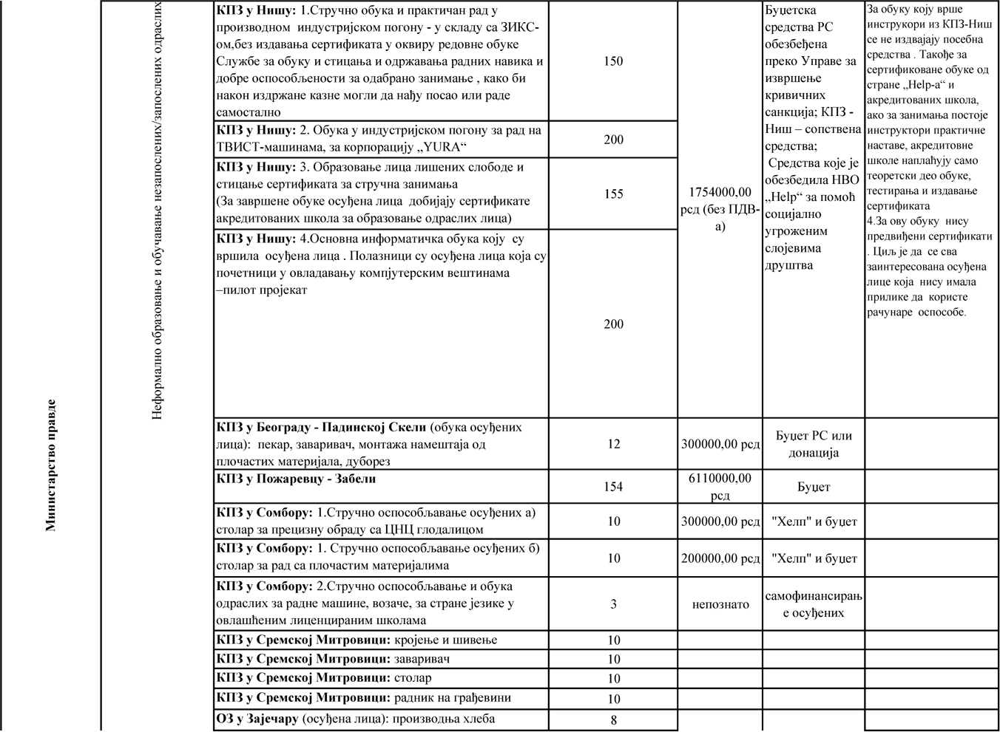 Министарство правде
Неформално образовање и обучавање незапослених/запослених одраслих
КПЗ у Нишу: 1.Стручно обука и практичан рад у
производном индустријском погону - у складу са ЗИКС-
ом,без издавања сертификата у оквиру редовне обуке
Службе за обуку и стицања и одржавања радних навика и
добре оспособљености за одабрано занимање , како би
након издржане казне могли да нађу посао или раде
самостално
150
КПЗ у Нишу: 2. Обука у индустријском погону за рад на
ТВИСТ-машинама, за корпорацију „YURA“
200
КПЗ у Нишу: 3. Образовање лица лишених слободе и
стицање сертификата за стручна занимања
(За завршене обуке осуђена лица добијају сертификате
акредитованих школа за образовање одраслих лица)
155
КПЗ у Нишу: 4.Основна информатичка обука коју су
вршила осуђена лица . Полазници су осуђена лица која су
почетници у овладавању компјутерским вештинама
–пилот пројекат
200
1754000,00
рсд (без ПДВ-
а)
Буџетска
средства РС
обезбеђена
преко Управе за
извршење
кривичних
санкција; КПЗ -
Ниш – сопствена
средства;
Средства које је
обезбедила НВО
„Help“ за помоћ
социјално
угроженим
слојевима
друштва
За обуку коју врше
инструкори из КПЗ-Ниш
се не издвајају посебна
средства . Такође за
сертификоване обуке од
стране „Help-а“ и
акредитованих школа,
ако за занимања постоје
инструктори практичне
наставе, акредитовне
школе наплаћују само
теоретски део обуке,
тестирања и издавање
сертификата
4.За ову обуку нису
предвиђени сертификати
. Циљ је да се сва
заинтересована осуђена
лице која нису имала
прилике да користе
рачунаре оспособе.
КПЗ у Београду - Падинској Скели (обука осуђених
лица): пекар, заваривач, монтажа намештаја од
плочастих материјала, дуборез
12
300000,00 рсд
Буџет РС или
донација
КПЗ у Пожаревцу - Забели
154
6110000,00
рсд
Буџет
КПЗ у Сомбору: 1.Стручно оспособљавање осуђених а)
столар за прецизну обраду са ЦНЦ глодалицом
10
300000,00 рсд
"Хелп" и буџет
КПЗ у Сомбору: 1. Стручно оспособљавање осуђених б)
столар за рад са плочастим материјалима
10
200000,00 рсд
"Хелп" и буџет
КПЗ у Сомбору: 2.Стручно оспособљавање и обука
одраслих за радне машине, возаче, за стране језике у
овлашћеним лиценцираним школама
3
непознато
самофинансирањ
е осуђених
КПЗ у Сремској Митровици: кројење и шивење
10
КПЗ у Сремској Митровици: заваривач
10
КПЗ у Сремској Митровици: столар
10
КПЗ у Сремској Митровици: радник на грађевини
10
ОЗ у Зајечару (осуђена лица): производња хлеба
8